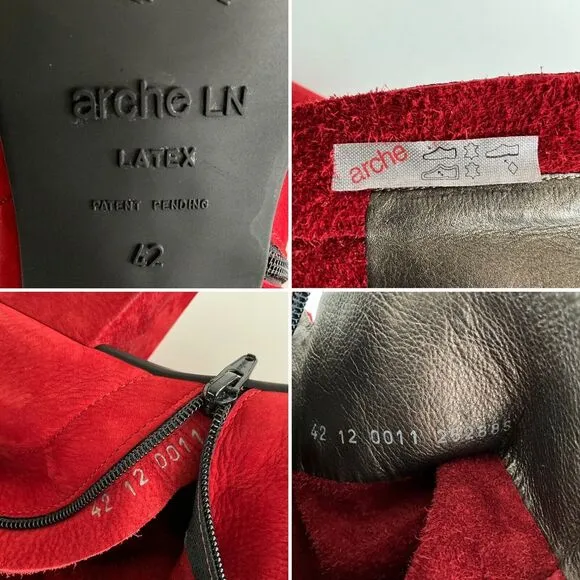 arche LN
LATEX
PATENT PENDING
42
arche
42 12 0011
42 12 0011